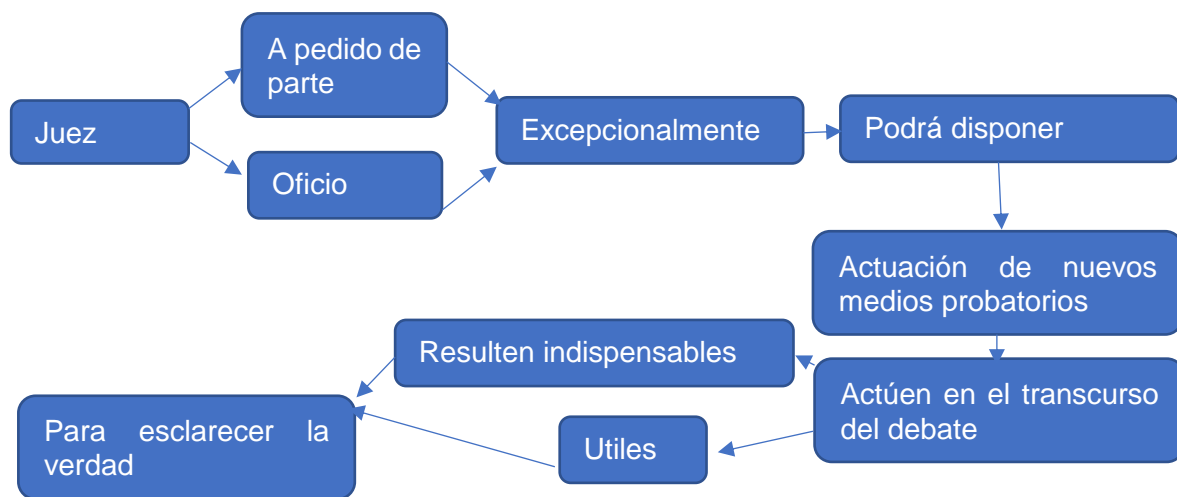 Juez
A pedido de
parte
Oficio
Excepcionalmente
Podrá disponer
Actuación de nuevos
medios probatorios
Actúen en el transcurso
del debate
Resulten indispensables
Utiles
Para esclarecer la
verdad